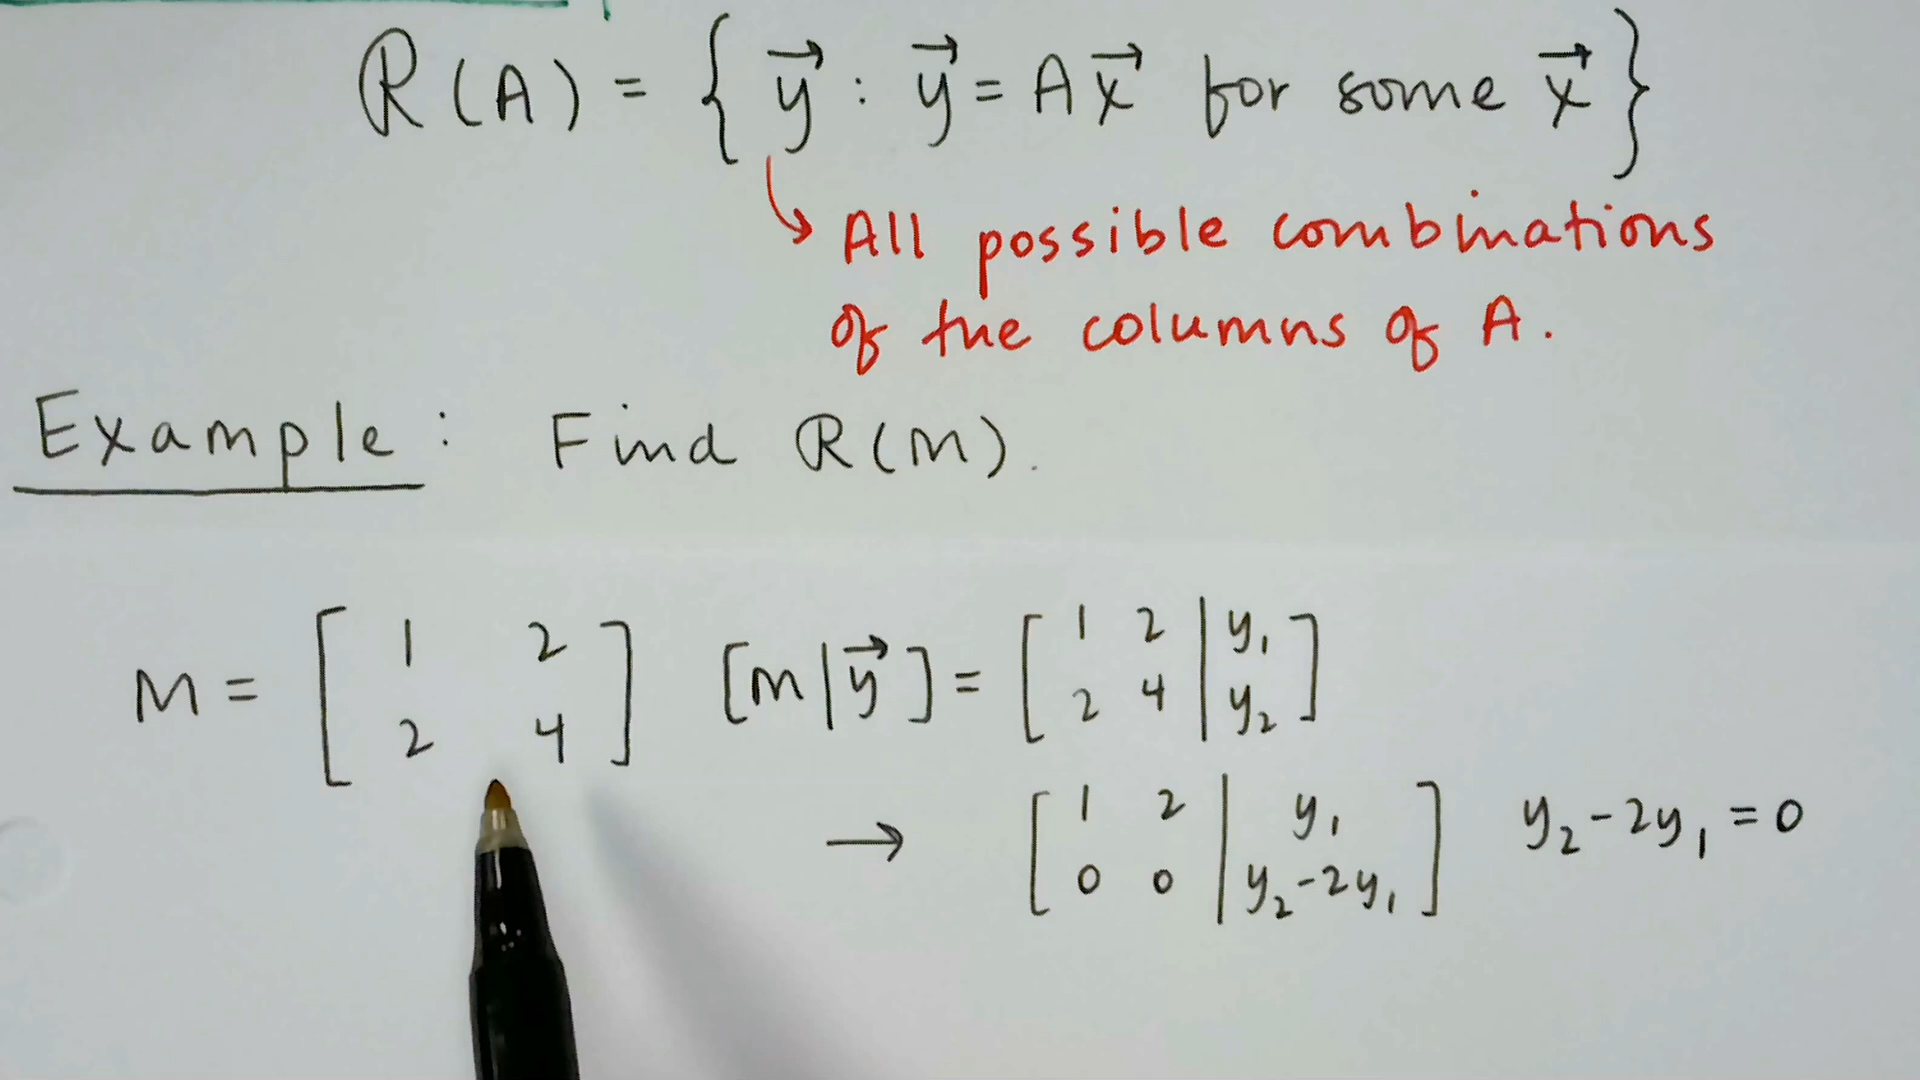 R(A) = { y⃗ : y⃗ = A x⃗ for some x⃗ }
↳ All possible combinations
of the columns of A.
Example: Find R(M).
M = [ 1 2 ; 2 4 ] [M | y⃗] = [ 1 2 | y₁ ; 2 4 | y₂ ]
→ [ 1 2 | y₁ ; 0 0 | y₂-2y₁ ] y₂-2y₁ = 0